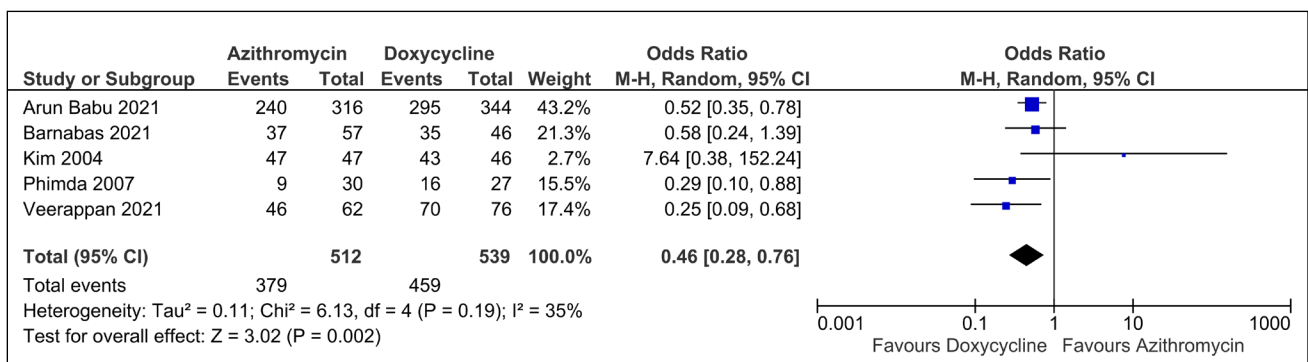 Azithromycin Doxycycline Odds Ratio Odds Ratio
Study or Subgroup Events Total Events Total Weight M-H, Random, 95% CI M-H, Random, 95% CI
Arun Babu 2021 240 316 295 344 43.2% 0.52 [0.35, 0.78]
Barnabas 2021 37 57 35 46 21.3% 0.58 [0.24, 1.39]
Kim 2004 47 47 43 46 2.7% 7.64 [0.38, 152.24]
Phimda 2007 9 30 16 27 15.5% 0.29 [0.10, 0.88]
Veerappan 2021 46 62 70 76 17.4% 0.25 [0.09, 0.68]
Total (95% CI) 512 539 100.0% 0.46 [0.28, 0.76]
Total events 379 459
Heterogeneity: Tau² = 0.11; Chi² = 6.13, df = 4 (P = 0.19); I² = 35%
Test for overall effect: Z = 3.02 (P = 0.002)
0.001 0.1 1 10 1000
Favours Doxycycline Favours Azithromycin